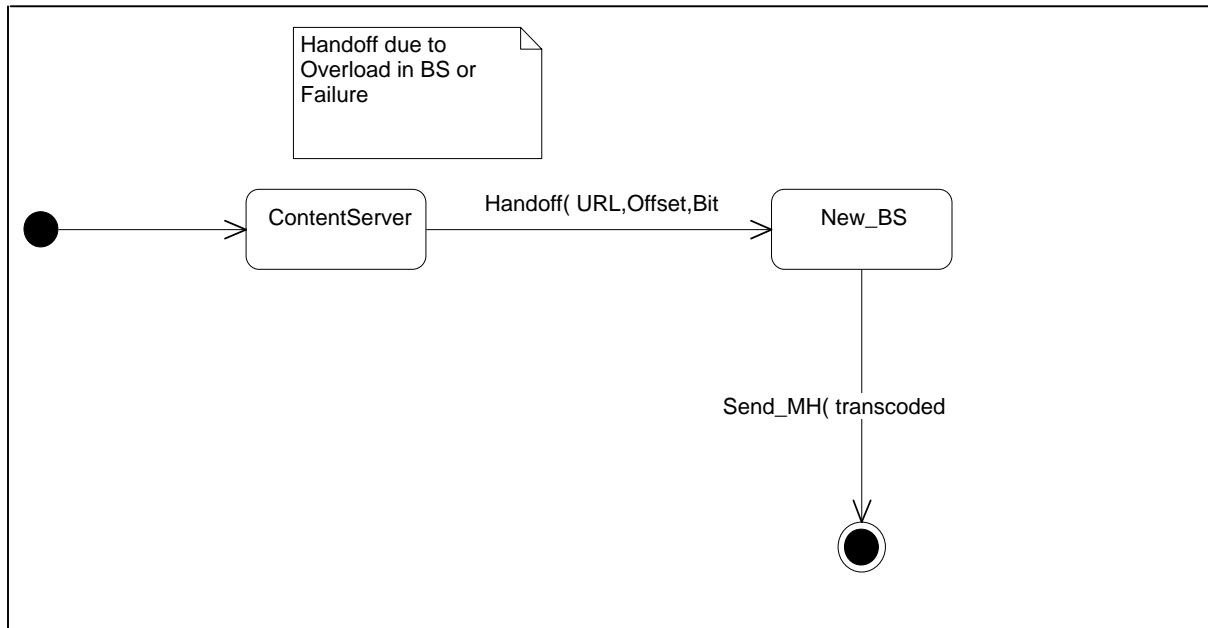 Handoff due to
Overload in BS or
Failure
ContentServer
Handoff( URL,Offset,Bit
New_BS
Send_MH( transcoded